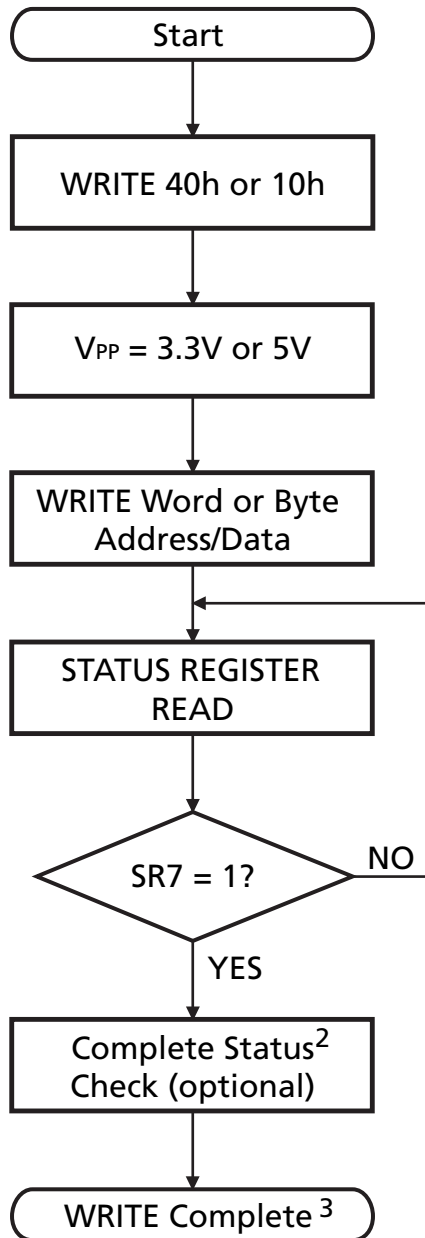 Start
WRITE 40h or 10h
VPP = 3.3V or 5V
WRITE Word or Byte
Address/Data
STATUS REGISTER
READ
SR7 = 1?
NO
YES
Complete Status2
Check (optional)
WRITE Complete 3